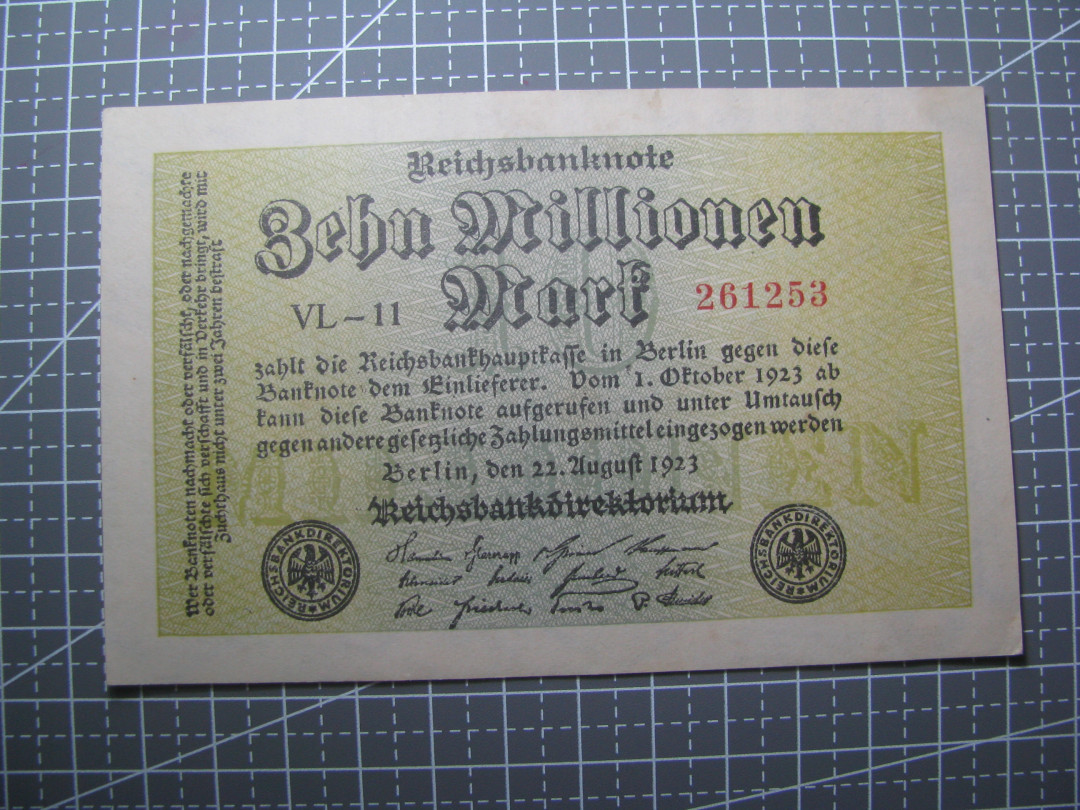 Reichsbanknote
Zehn Millionen
Mark
VL-11
261253
zahlt die Reichsbankhauptkasse in Berlin gegen diese
Banknote dem Einlieferer. Vom 1. Oktober 1923 ab
kann diese Banknote aufgerufen und unter Umtausch
gegen andere gesetzliche Zahlungsmittel eingezogen werden
Berlin, den 22. August 1923
Reichsbankdirektorium
REICHSBANKDIREKTORIUM
REICHSBANKDIREKTORIUM
Wer Banknoten nachmacht oder verfälscht, oder nachgemachte
oder verfälschte sich verschafft und in Verkehr bringt, wird mit
Zuchthaus nicht unter zwei Jahren bestraft
10